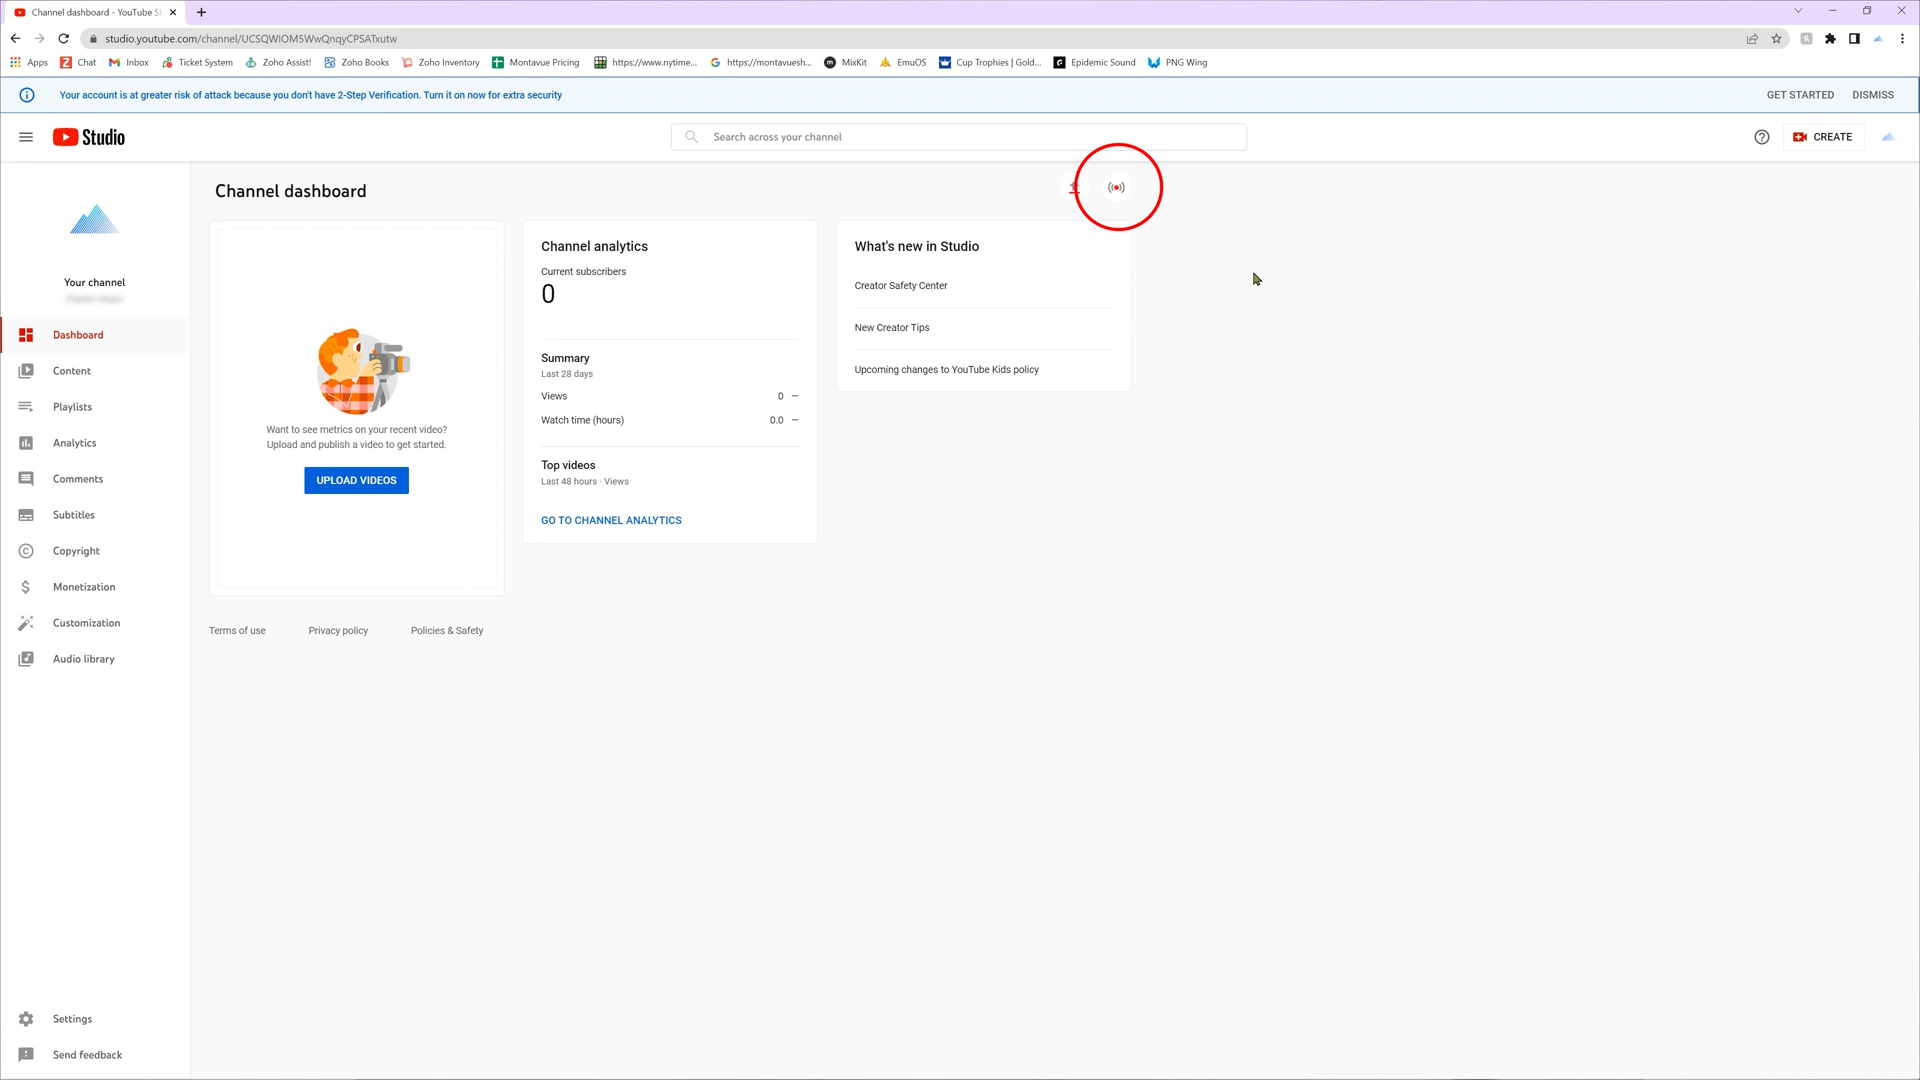 Channel dashboard - YouTube St
studio.youtube.com/channel/UCSQWIOM5WwQnqyCPSATxutw
Apps Chat Inbox Ticket System Zoho Assist! Zoho Books Zoho Inventory Montavue Pricing https://www.nytime... https://montavuesh... MixKit EmuOS Cup Trophies | Gold... Epidemic Sound PNG Wing
Your account is at greater risk of attack because you don't have 2-Step Verification. Turn it on now for extra security
GET STARTED DISMISS
Studio
Search across your channel
CREATE
Channel dashboard
Your channel
Dashboard
Content
Playlists
Analytics
Comments
Subtitles
Copyright
Monetization
Customization
Audio library
Settings
Send feedback
Want to see metrics on your recent video?
Upload and publish a video to get started.
UPLOAD VIDEOS
Channel analytics
Current subscribers
0
Summary
Last 28 days
Views 0 —
Watch time (hours) 0.0 —
Top videos
Last 48 hours · Views
GO TO CHANNEL ANALYTICS
What's new in Studio
Creator Safety Center
New Creator Tips
Upcoming changes to YouTube Kids policy
Terms of use Privacy policy Policies & Safety